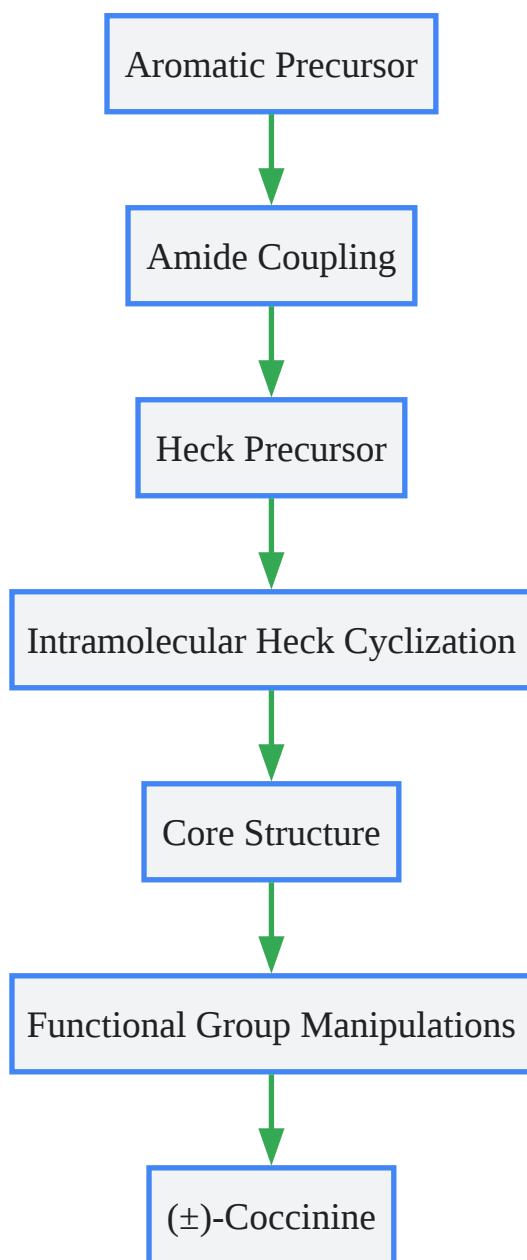 Aromatic Precursor
Amide Coupling
Heck Precursor
Intramolecular Heck Cyclization
Core Structure
Functional Group Manipulations
(±)-Coccinine